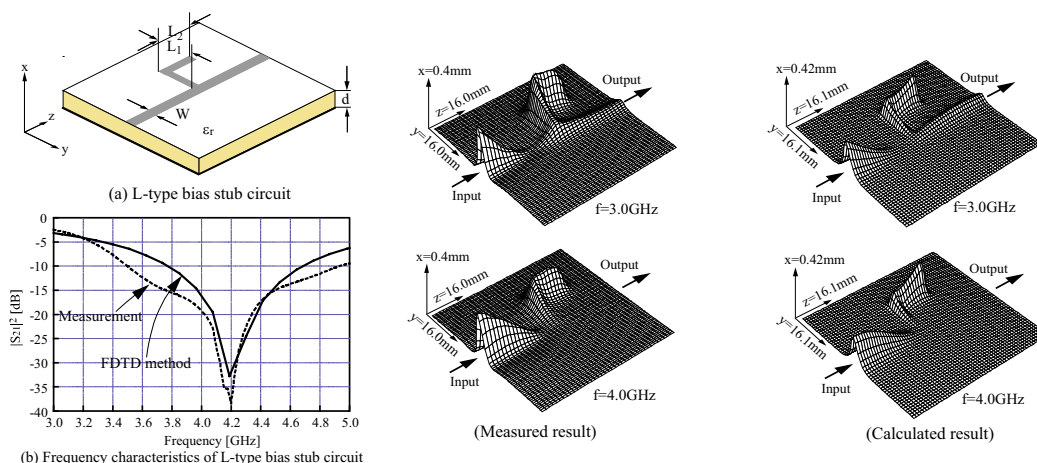 L2
L1
x
z
y
W
εr
d
(a) L-type bias stub circuit
0
-5
-10
-15
-20
-25
-30
-35
-40
|S21|² [dB]
Measurement
FDTD method
3.0 3.2 3.4 3.6 3.8 4.0 4.2 4.4 4.6 4.8 5.0
Frequency [GHz]
(b) Frequency characteristics of L-type bias stub circuit
x=0.4mm
z=16.0mm
y=16.0mm
Output
Input
f=3.0GHz
x=0.4mm
z=16.0mm
y=16.0mm
Output
Input
f=4.0GHz
(Measured result)
x=0.42mm
z=16.1mm
y=16.1mm
Output
Input
f=3.0GHz
x=0.42mm
z=16.1mm
y=16.1mm
Output
Input
f=4.0GHz
(Calculated result)